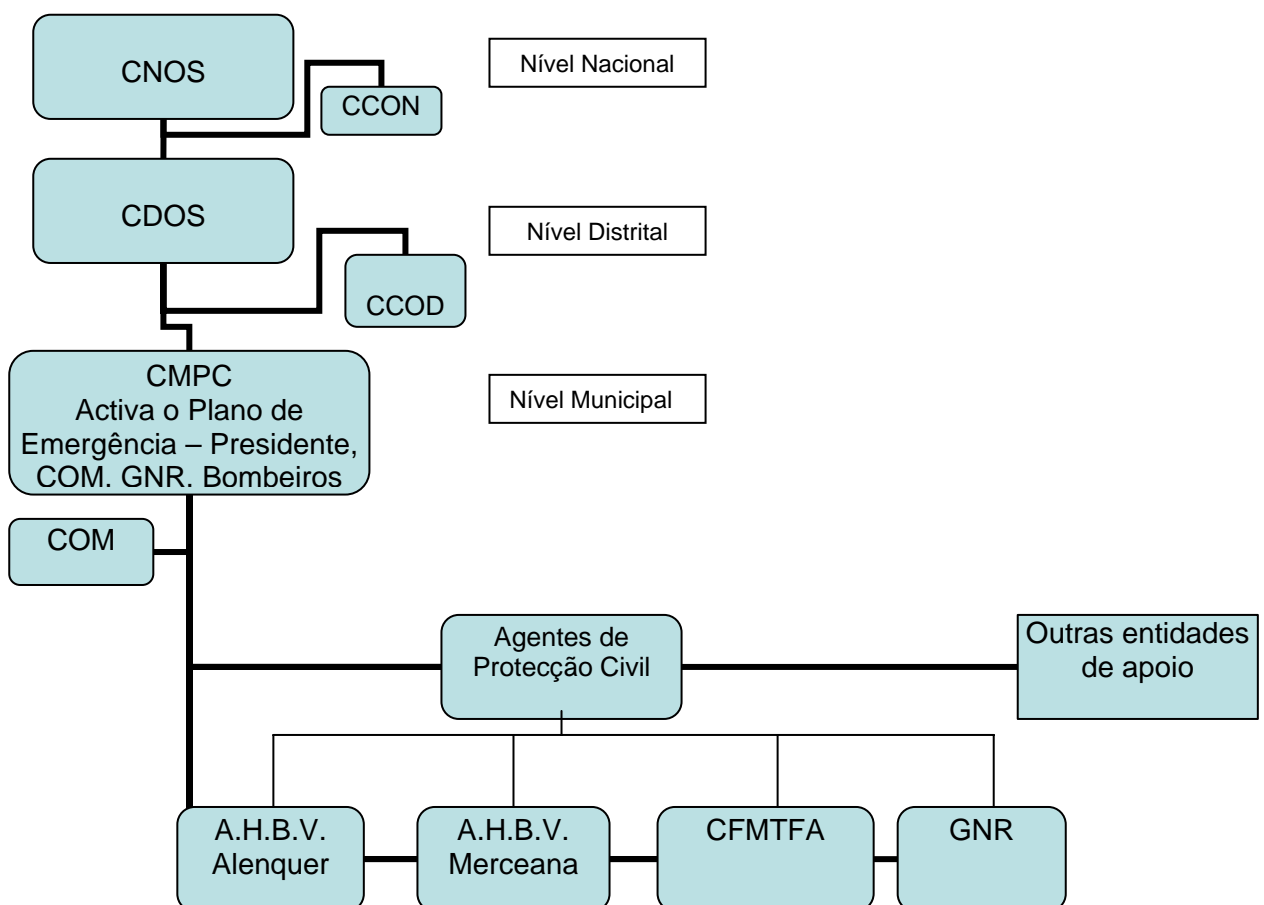 CNOS
Nível Nacional
CCON
CDOS
Nível Distrital
CCOD
CMPC
Activa o Plano de
Emergência – Presidente,
COM. GNR. Bombeiros
Nível Municipal
COM
Agentes de
Protecção Civil
Outras entidades
de apoio
A.H.B.V.
Alenquer
A.H.B.V.
Merceana
CFMTFA
GNR